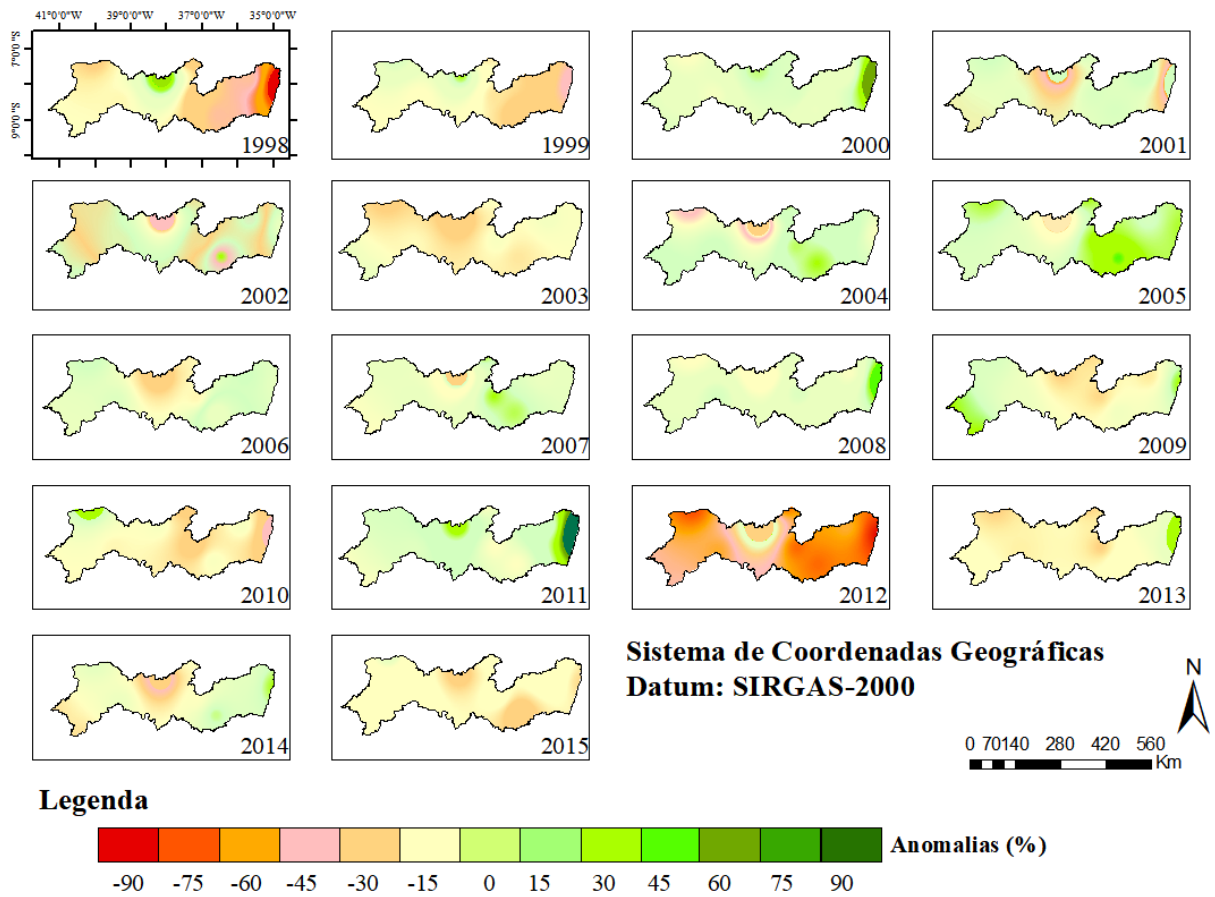 41°0'0"W 39°0'0"W 37°0'0"W 35°0'0"W
7°0'0"S
9°0'0"S
1998
1999
2000
2001
2002
2003
2004
2005
2006
2007
2008
2009
2010
2011
2012
2013
2014
2015
Sistema de Coordenadas Geográficas
Datum: SIRGAS-2000
N
0 70140 280 420 560
Km
Legenda
Anomalias (%)
-90 -75 -60 -45 -30 -15 0 15 30 45 60 75 90